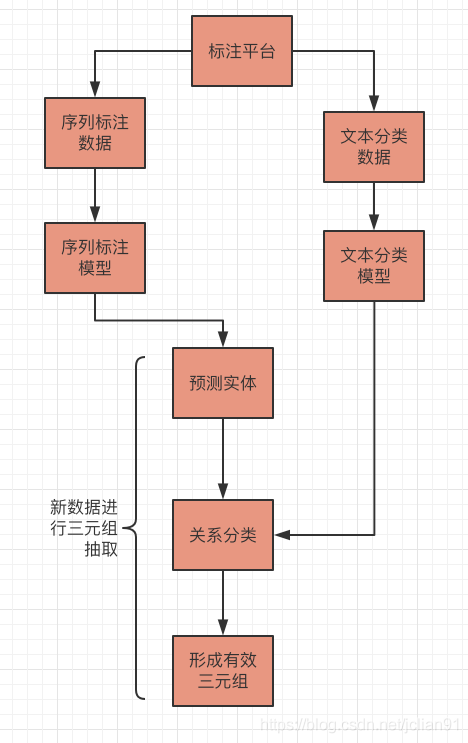 标注平台
序列标注
数据
文本分类
数据
序列标注
模型
文本分类
模型
预测实体
新数据进
行三元组
抽取
关系分类
形成有效
三元组
https://blog.csdn.net/jclian91